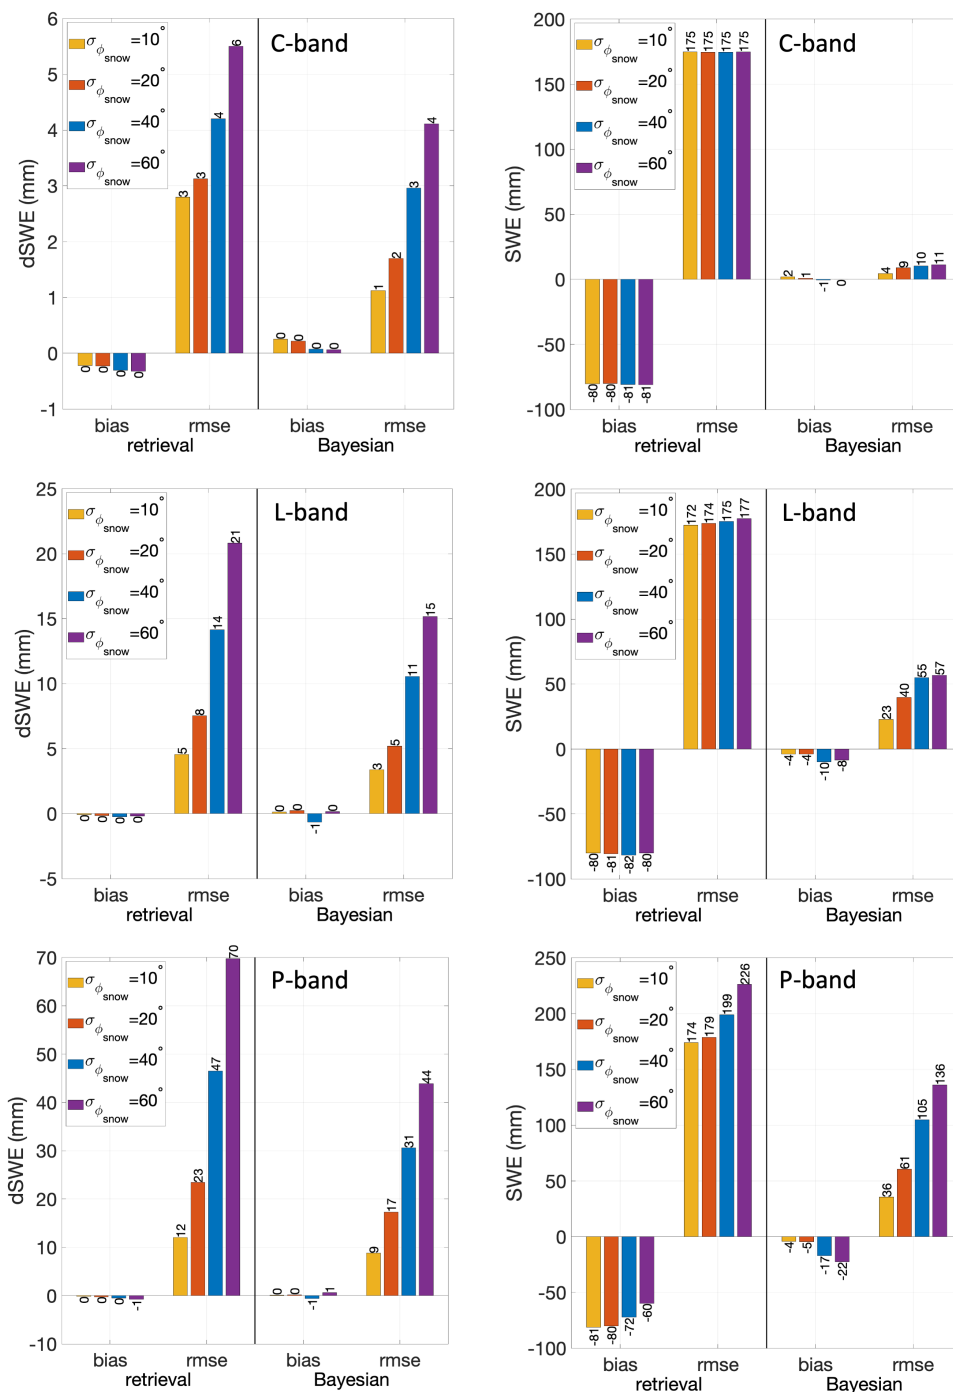 C-band
dSWE (mm)
6
5
4
3
2
1
0
-1
σϕsnow=10°
σϕsnow=20°
σϕsnow=40°
σϕsnow=60°
0 0 0 0
3 3 4 6
0 0 0 0
1 2 3 4
bias rmse bias rmse
retrieval Bayesian
C-band
SWE (mm)
200
150
100
50
0
-50
-100
σϕsnow=10°
σϕsnow=20°
σϕsnow=40°
σϕsnow=60°
-80 -80 -81 -81
175 175 175 175
2 1 -1 0
4 9 10 11
bias rmse bias rmse
retrieval Bayesian
L-band
dSWE (mm)
25
20
15
10
5
0
-5
σϕsnow=10°
σϕsnow=20°
σϕsnow=40°
σϕsnow=60°
0 0 0 0
5 8 14 21
0 0 -1 0
3 5 11 15
bias rmse bias rmse
retrieval Bayesian
L-band
SWE (mm)
200
150
100
50
0
-50
-100
σϕsnow=10°
σϕsnow=20°
σϕsnow=40°
σϕsnow=60°
-80 -81 -82 -80
172 174 175 177
-4 -4 -10 -8
23 40 55 57
bias rmse bias rmse
retrieval Bayesian
P-band
dSWE (mm)
70
60
50
40
30
20
10
0
-10
σϕsnow=10°
σϕsnow=20°
σϕsnow=40°
σϕsnow=60°
0 0 0 -1
12 23 47 70
0 0 -1 1
9 17 31 44
bias rmse bias rmse
retrieval Bayesian
P-band
SWE (mm)
250
200
150
100
50
0
-50
-100
σϕsnow=10°
σϕsnow=20°
σϕsnow=40°
σϕsnow=60°
-81 -80 -72 -60
174 179 199 226
-4 -5 -17 -22
36 61 105 136
bias rmse bias rmse
retrieval Bayesian